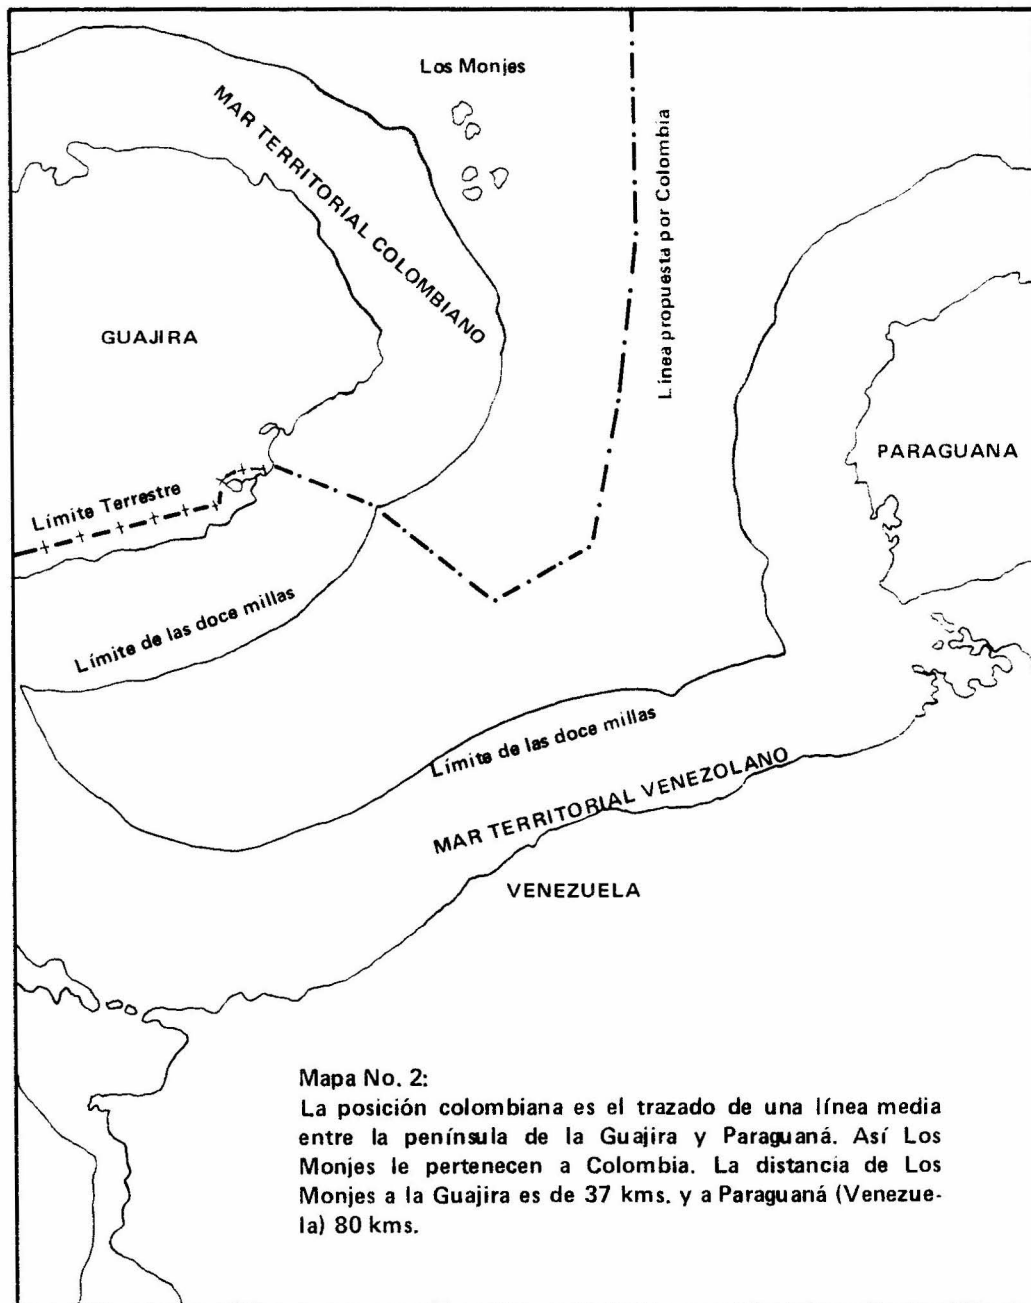 Los Monjes
MAR TERRITORIAL COLOMBIANO
Línea propuesta por Colombia
GUAJIRA
PARAGUANA
Límite Terrestre
Límite de las doce millas
Límite de las doce millas
MAR TERRITORIAL VENEZOLANO
VENEZUELA
Mapa No. 2:
La posición colombiana es el trazado de una línea media
entre la península de la Guajira y Paraguaná. Así Los
Monjes le pertenecen a Colombia. La distancia de Los
Monjes a la Guajira es de 37 kms. y a Paraguaná (Venezue-
la) 80 kms.